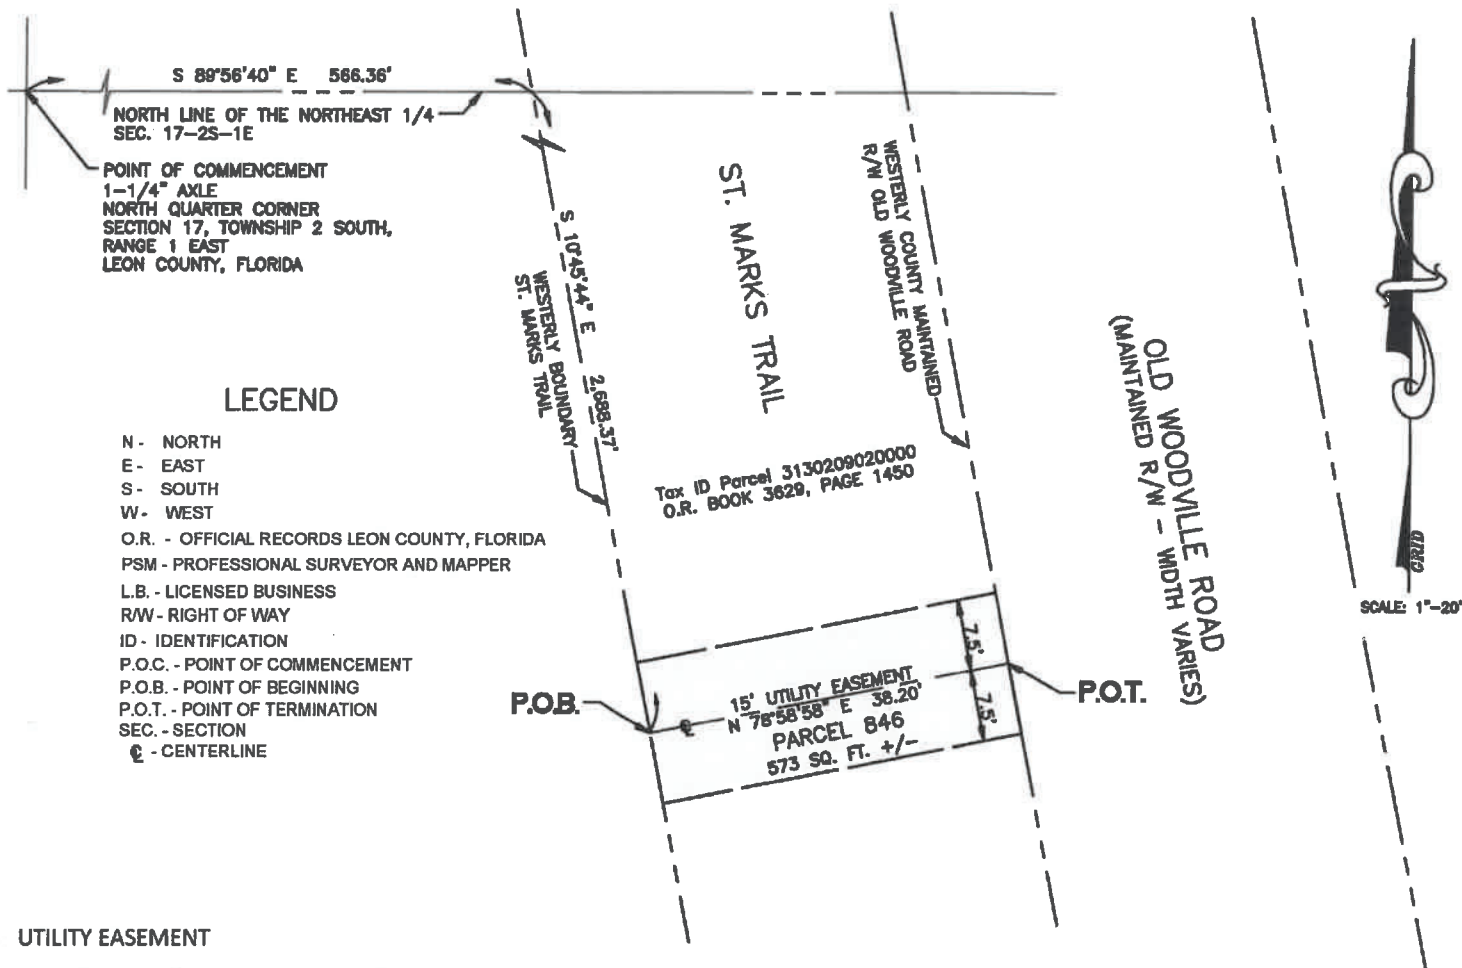 S 89°56'40" E 566.36'
NORTH LINE OF THE NORTHEAST 1/4
SEC. 17-2S-1E
POINT OF COMMENCEMENT
1-1/4" AXLE
NORTH QUARTER CORNER
SECTION 17, TOWNSHIP 2 SOUTH,
RANGE 1 EAST
LEON COUNTY, FLORIDA
S 10°45'44" E 2,688.37'
WESTERLY BOUNDARY
ST. MARKS TRAIL
ST. MARKS TRAIL
WESTERLY COUNTY MAINTAINED
R/W OLD WOODVILLE ROAD
OLD WOODVILLE ROAD
(MAINTAINED R/W - WIDTH VARIES)
GRID
SCALE: 1"-20'
Tax ID Parcel 3130209020000
O.R. BOOK 3629, PAGE 1450
LEGEND
N - NORTH
E - EAST
S - SOUTH
W - WEST
O.R. - OFFICIAL RECORDS LEON COUNTY, FLORIDA
PSM - PROFESSIONAL SURVEYOR AND MAPPER
L.B. - LICENSED BUSINESS
R/W - RIGHT OF WAY
ID - IDENTIFICATION
P.O.C. - POINT OF COMMENCEMENT
P.O.B. - POINT OF BEGINNING
P.O.T. - POINT OF TERMINATION
SEC. - SECTION
℄ - CENTERLINE
P.O.B.
℄
15' UTILITY EASEMENT
N 78°58'58" E 38.20'
PARCEL 846
573 SQ. FT. +/-
7.5'
7.5'
P.O.T.
UTILITY EASEMENT